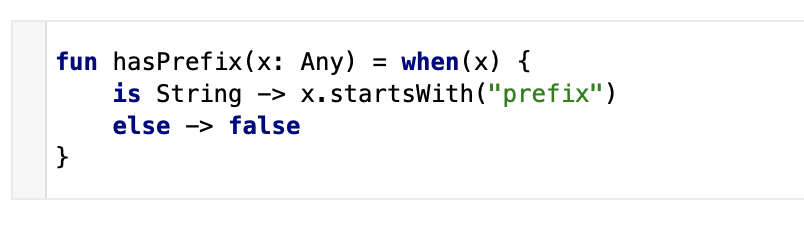 fun hasPrefix(x: Any) = when(x) {
    is String -> x.startsWith("prefix")
    else -> false
}